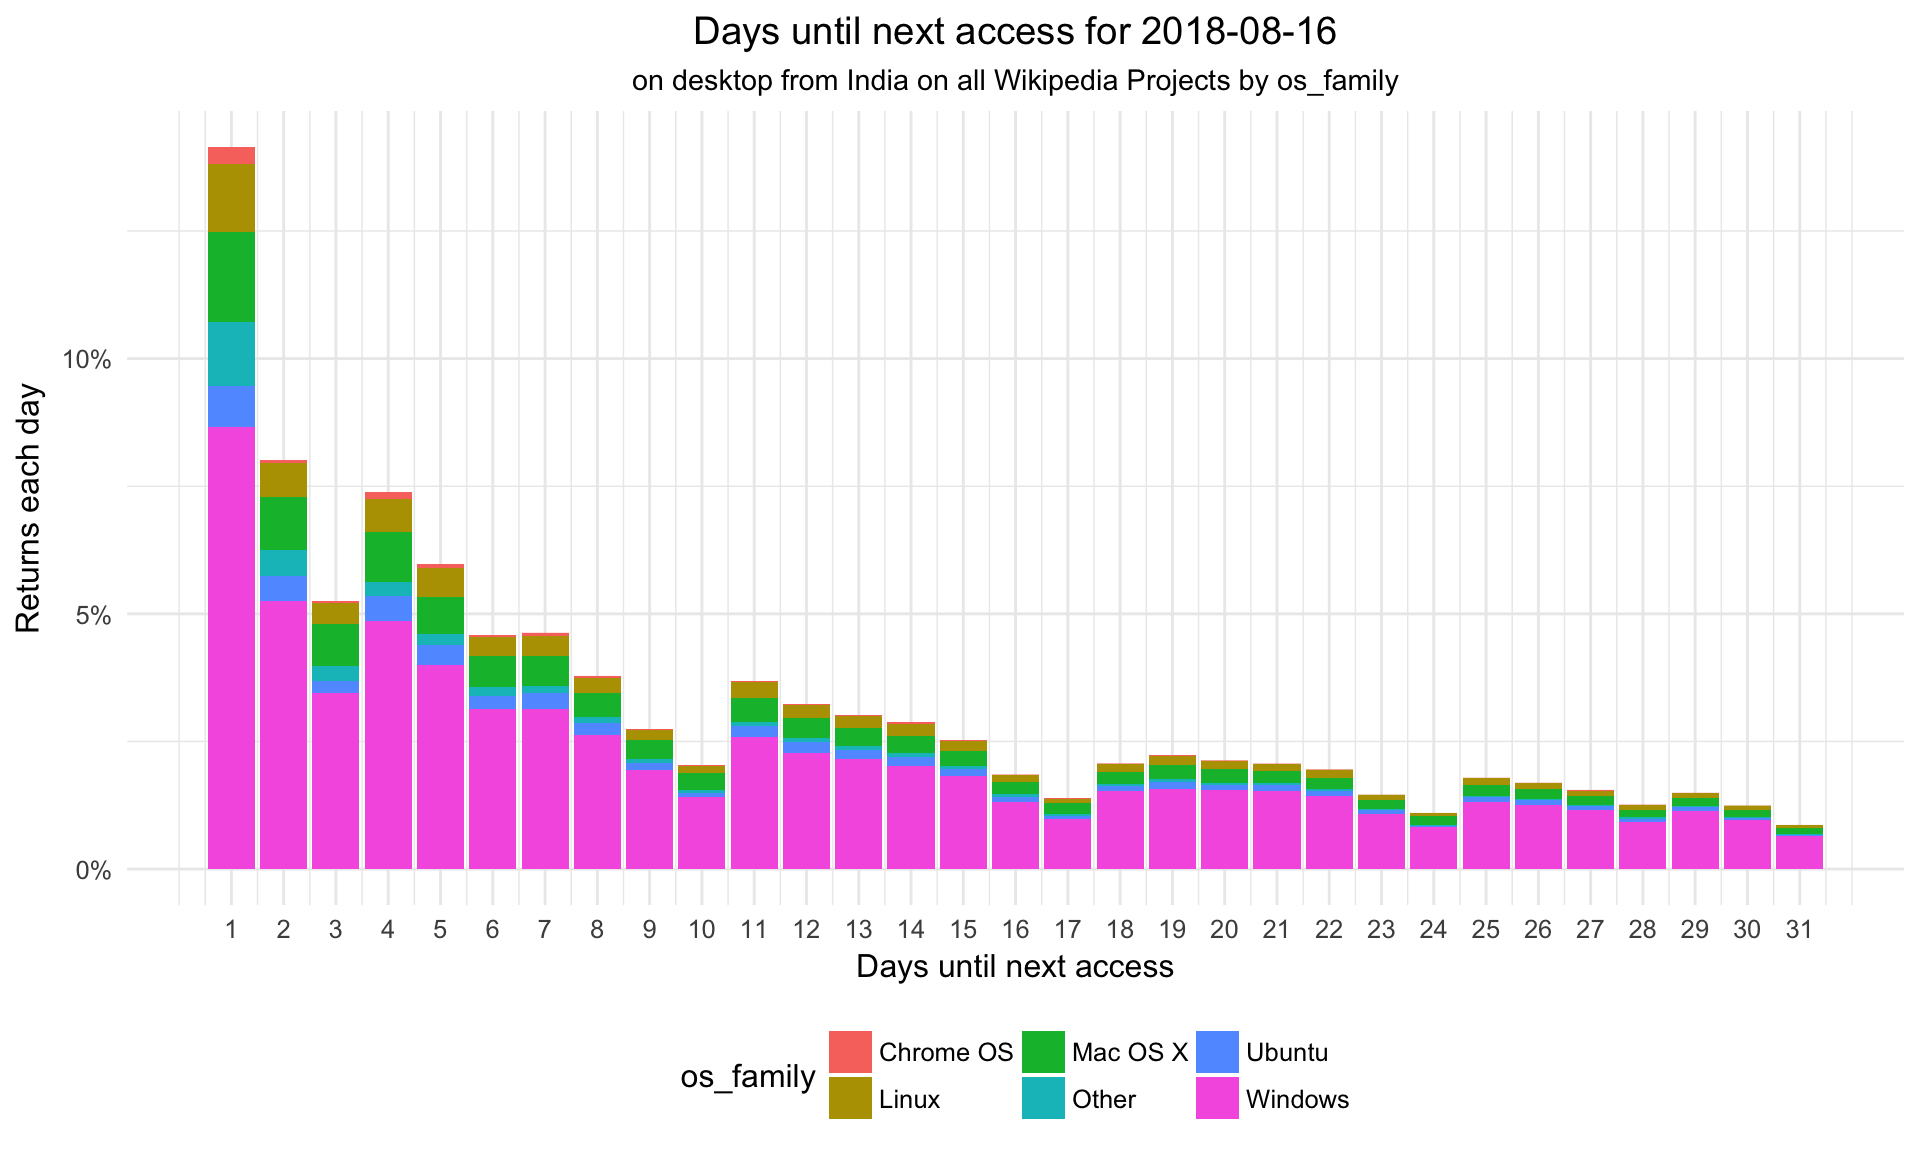 Days until next access for 2018-08-16
on desktop from India on all Wikipedia Projects by os_family
Returns each day
10%
5%
0%
1 2 3 4 5 6 7 8 9 10 11 12 13 14 15 16 17 18 19 20 21 22 23 24 25 26 27 28 29 30 31
Days until next access
os_family
Chrome OS Mac OS X Ubuntu
Linux Other Windows